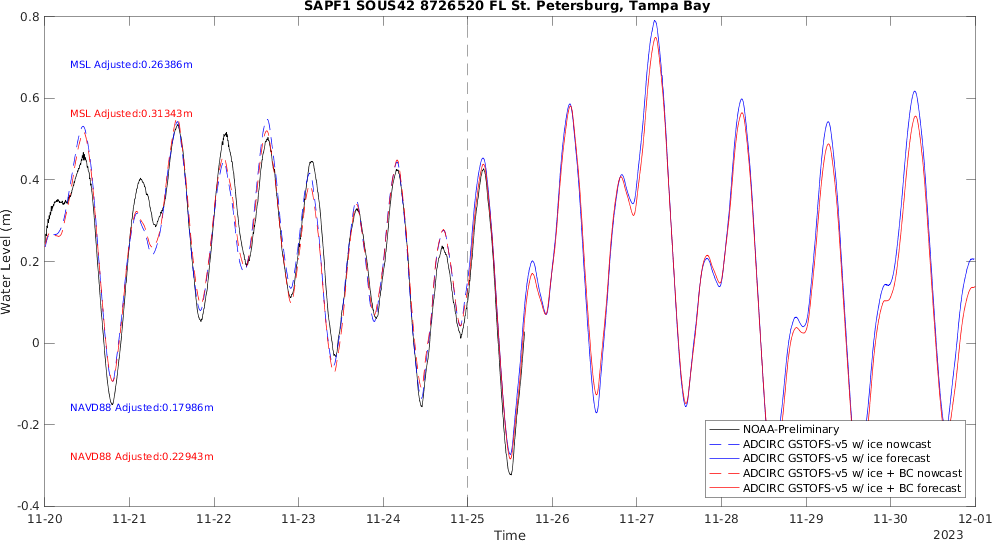 SAPF1 SOUS42 8726520 FL St. Petersburg, Tampa Bay
0.8
0.6
0.4
0.2
0
-0.2
-0.4
Water Level (m)
MSL Adjusted:0.26386m
MSL Adjusted:0.31343m
NAVD88 Adjusted:0.17986m
NAVD88 Adjusted:0.22943m
NOAA-Preliminary
ADCIRC GSTOFS-v5 w/ ice nowcast
ADCIRC GSTOFS-v5 w/ ice forecast
ADCIRC GSTOFS-v5 w/ ice + BC nowcast
ADCIRC GSTOFS-v5 w/ ice + BC forecast
11-20 11-21 11-22 11-23 11-24 11-25 11-26 11-27 11-28 11-29 11-30 12-01
Time
2023